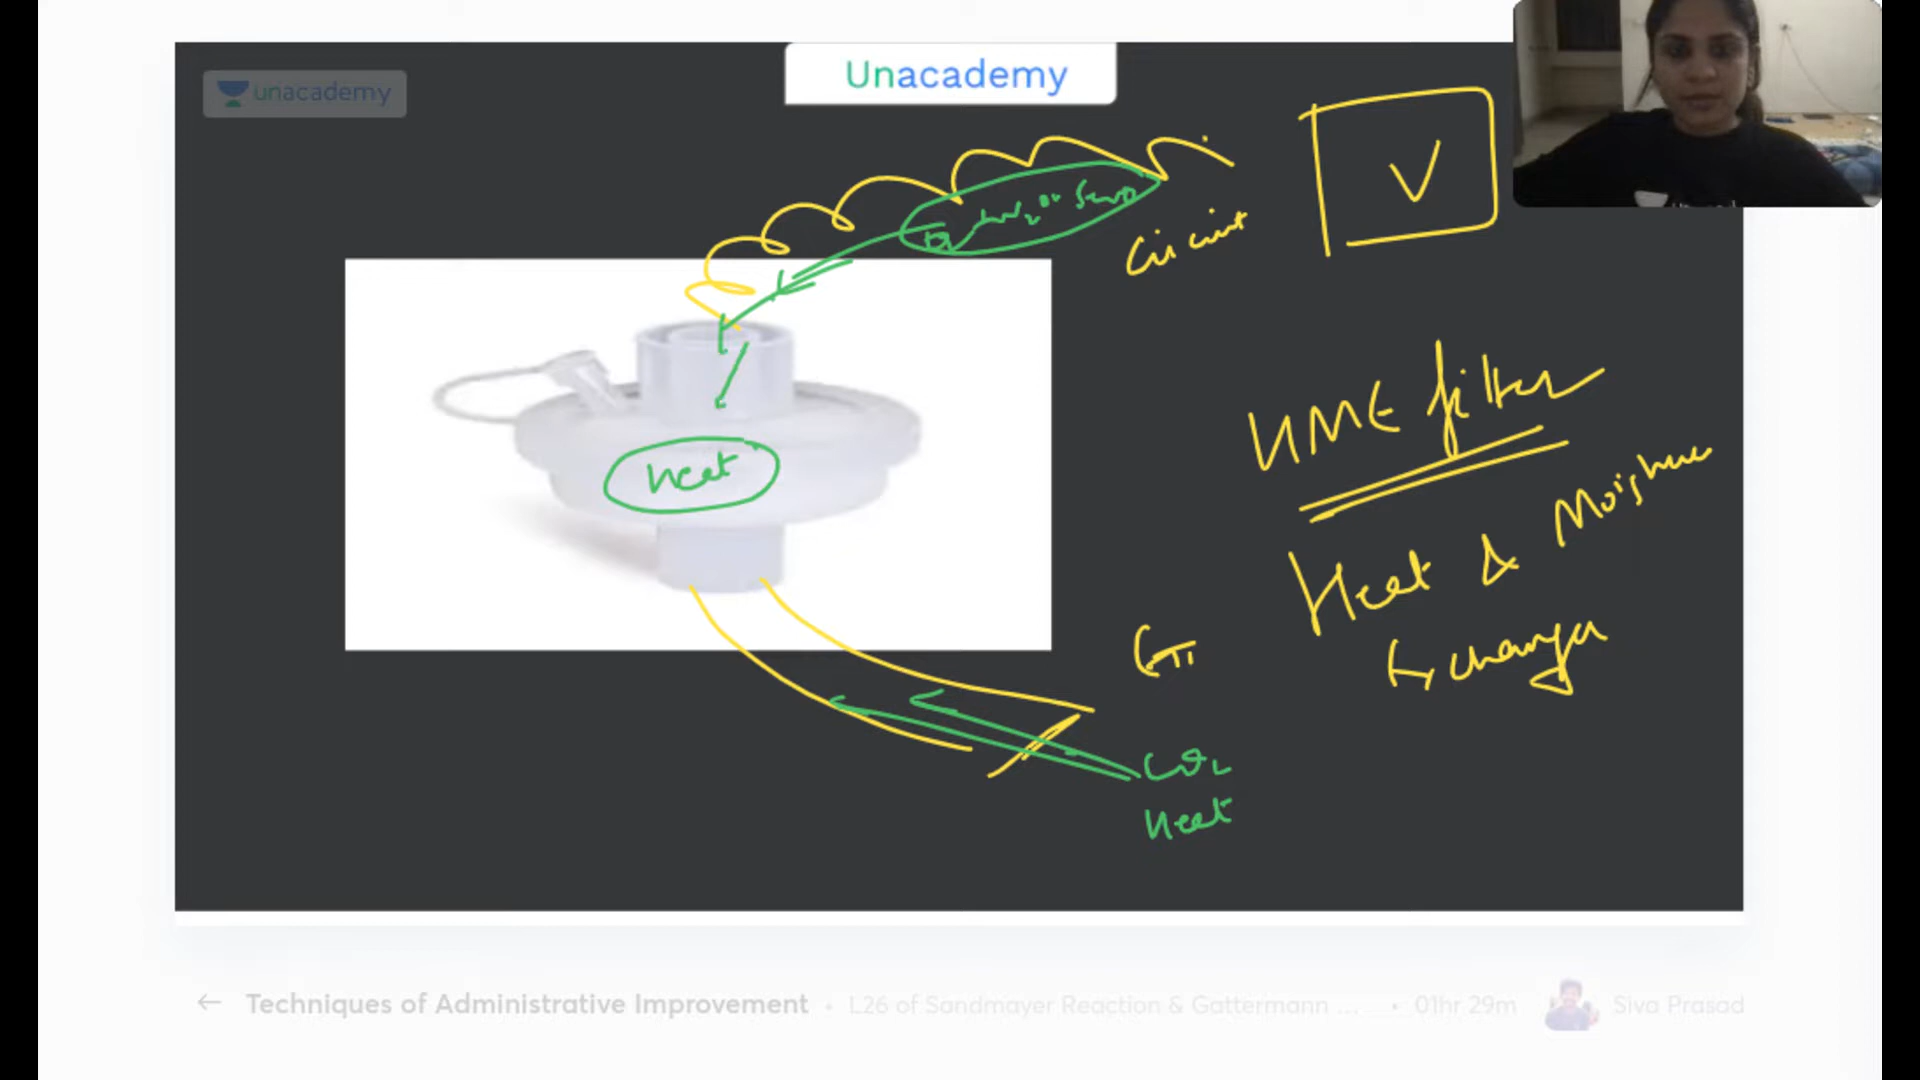 unacademy
Unacademy
V
Circuit
HME filter
Heat & Moisture
Exchanger
Heat
ETT
CO2
Heat
← Techniques of Administrative Improvement • L26 of Sandmayer Reaction & Gattermann ... • 01hr 29m Siva Prasad